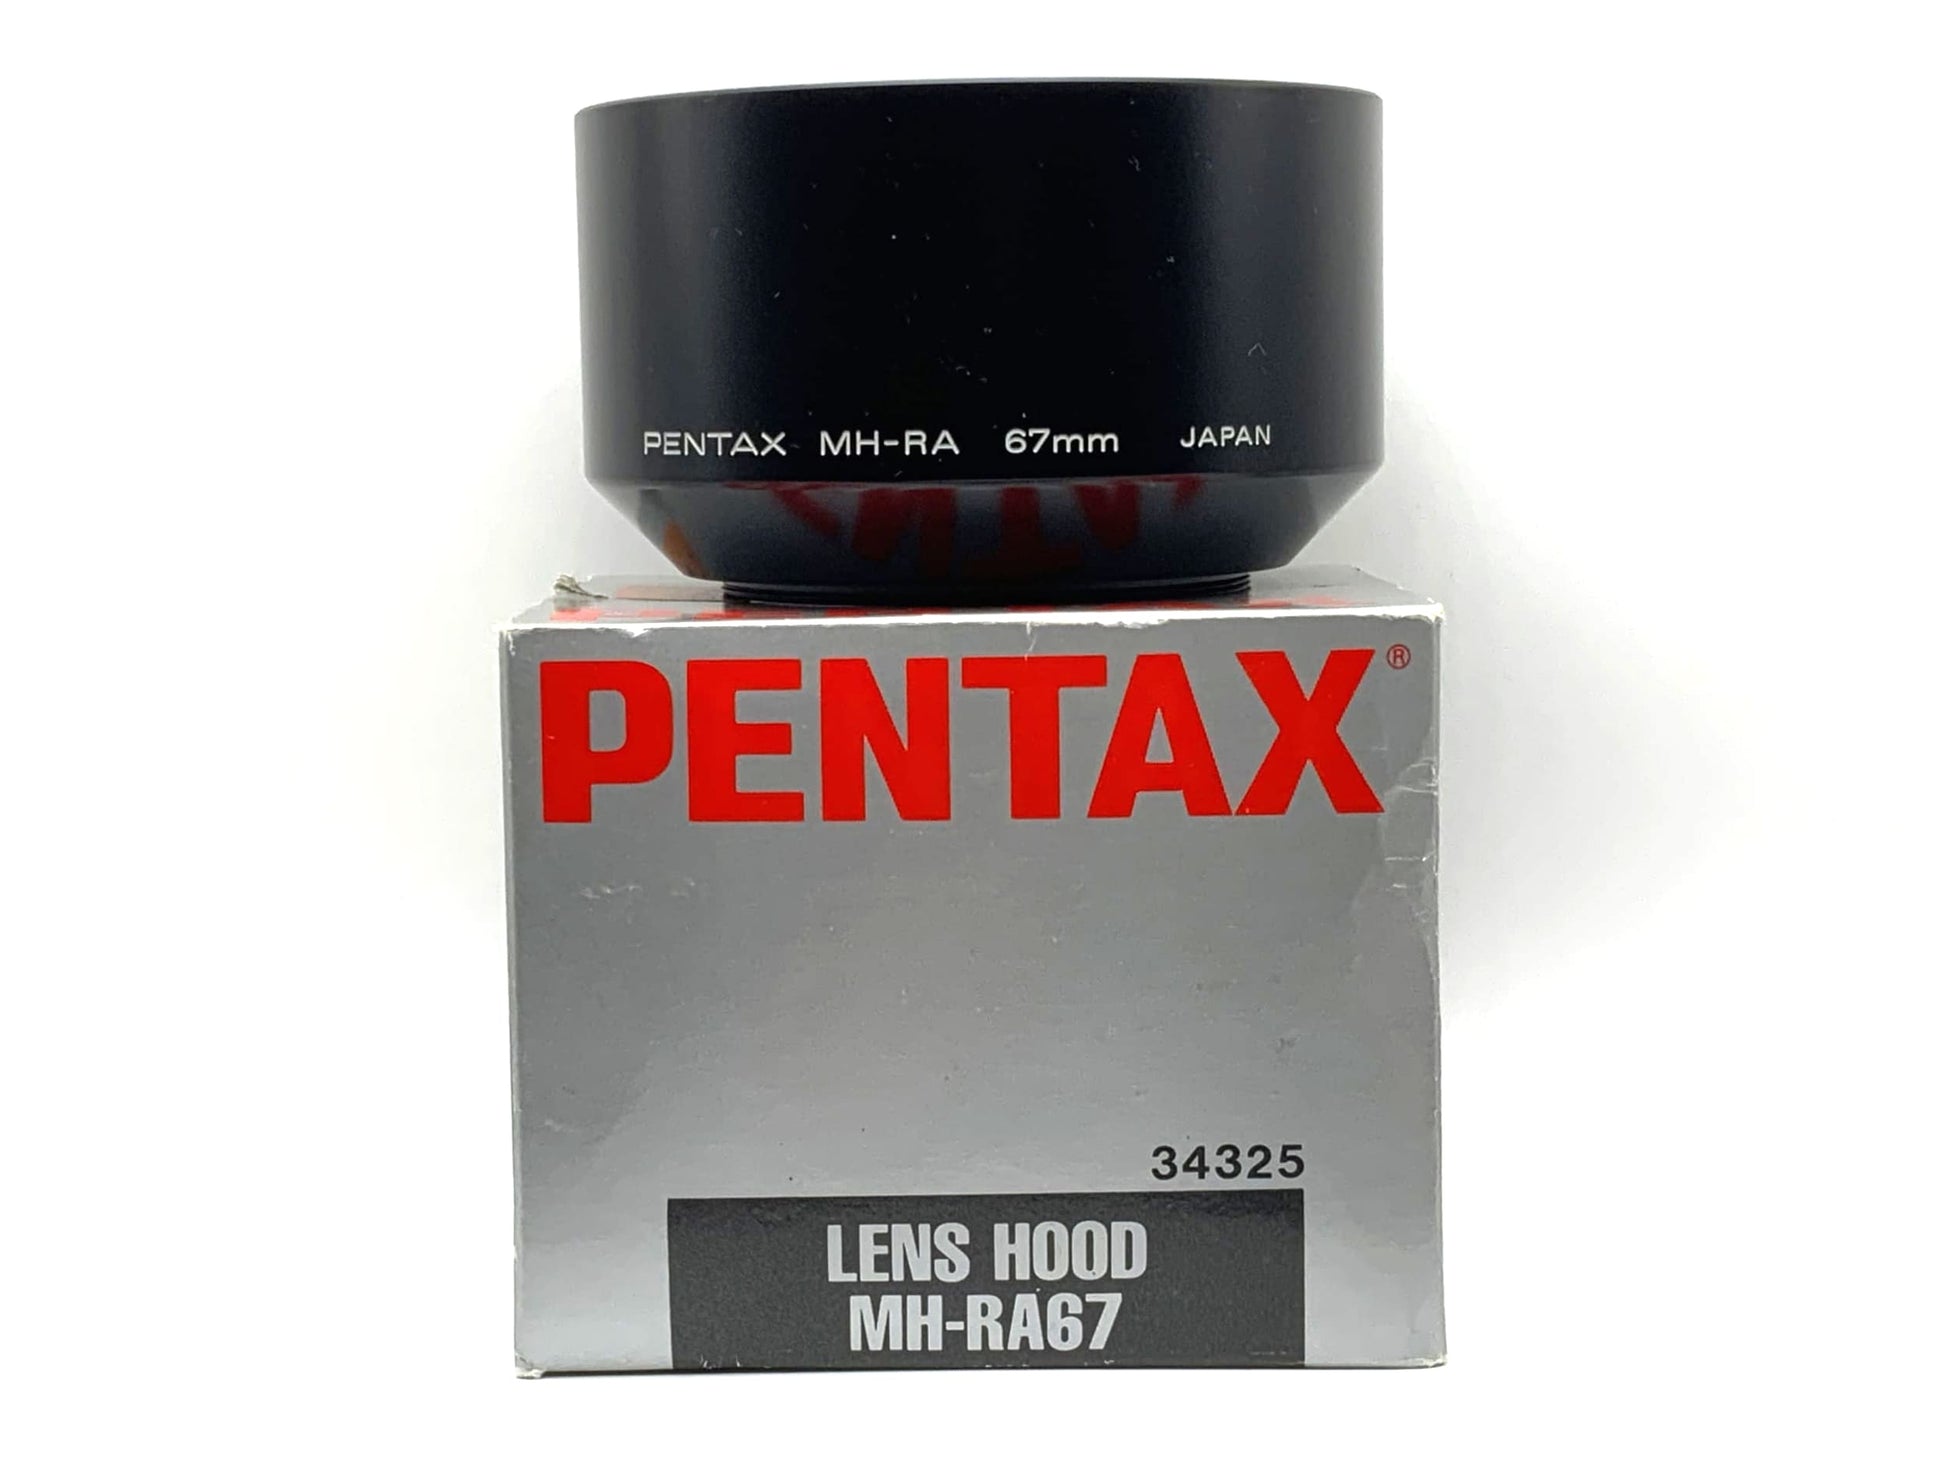 PENTAX MH-RA 67mm JAPAN
PENTAX®
34325
LENS HOOD
MH-RA67